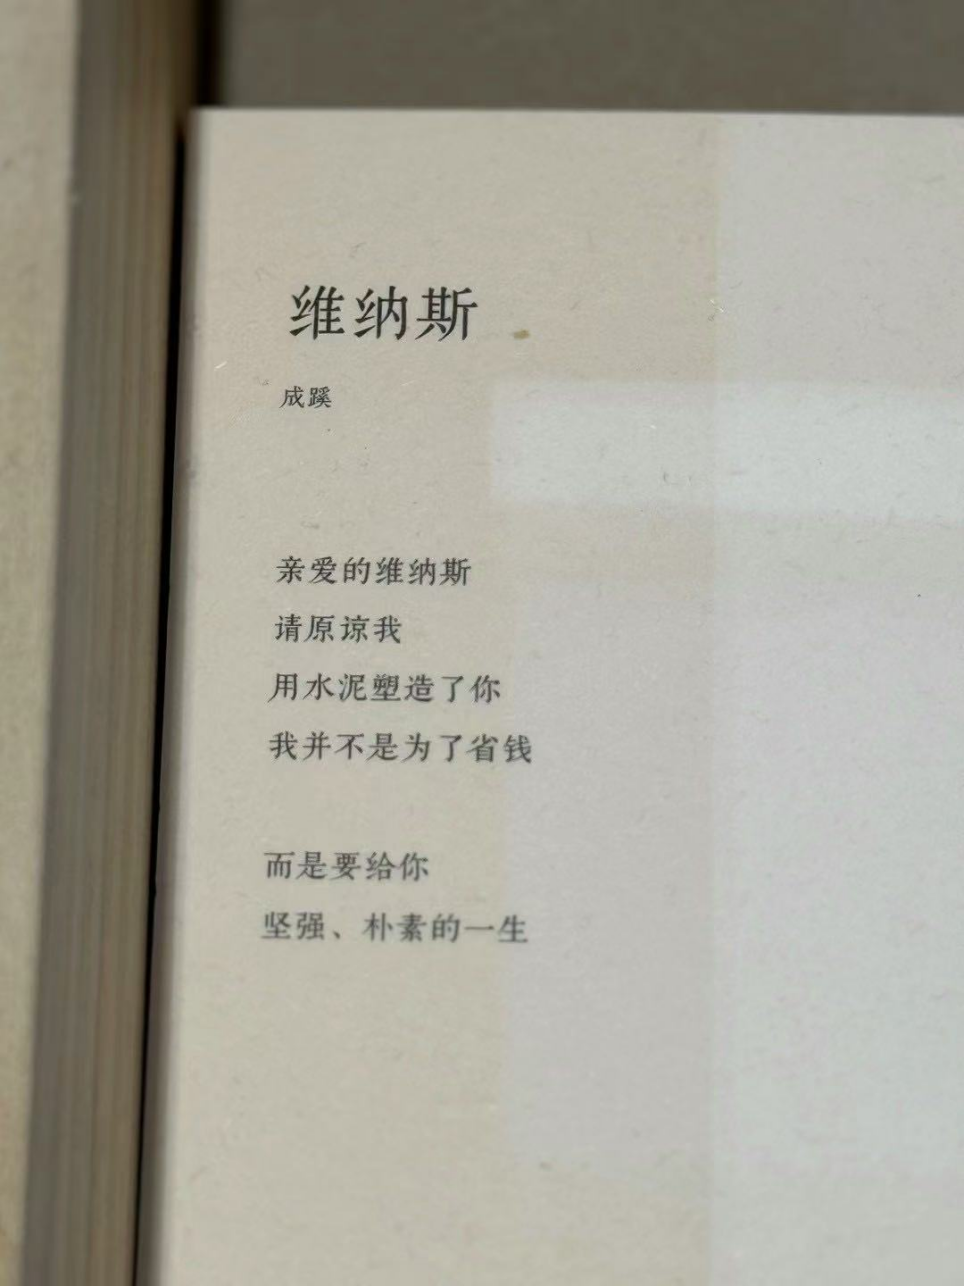 维纳斯
成蹊
亲爱的维纳斯
请原谅我
用水泥塑造了你
我并不是为了省钱
而是要给你
坚强、朴素的一生